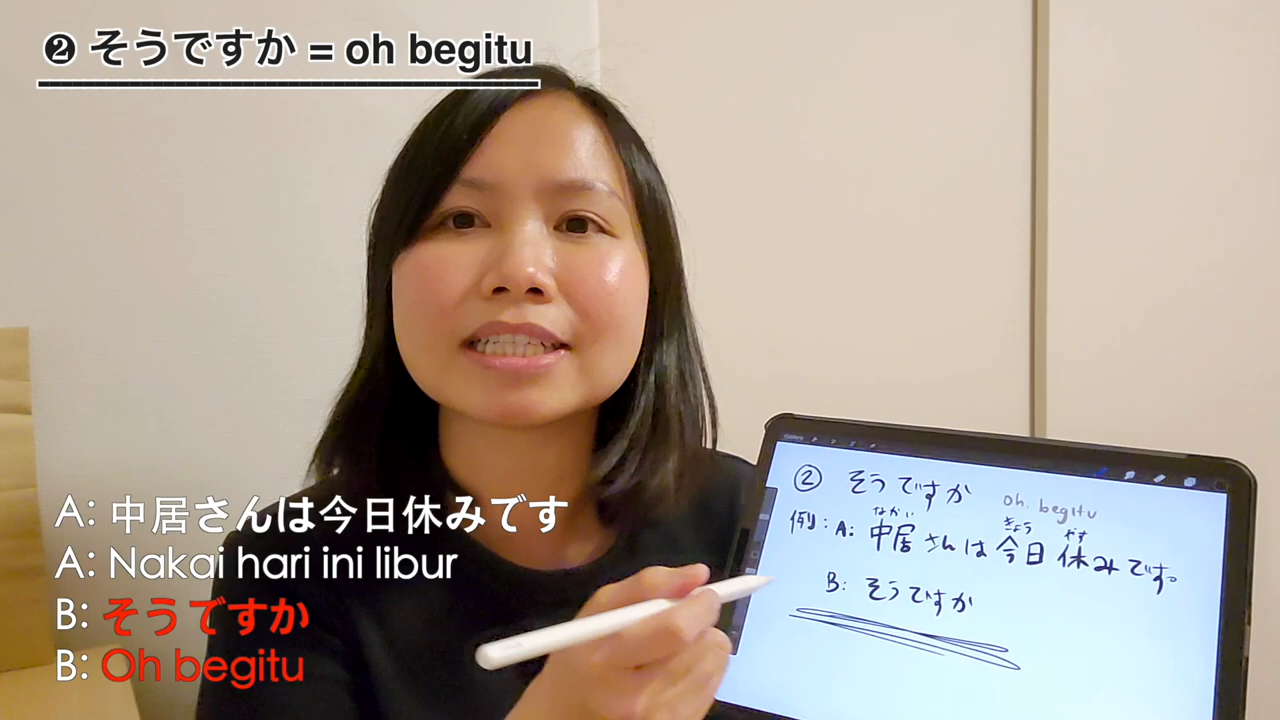 ❷ そうですか = oh begitu
A: 中居さんは今日休みです
A: Nakai hari ini libur
B: そうですか
B: Oh begitu
Gallery
② そうですか
oh. begitu
なかい きょう やす
例: A: 中居さんは今日休みです。
B: そうですか